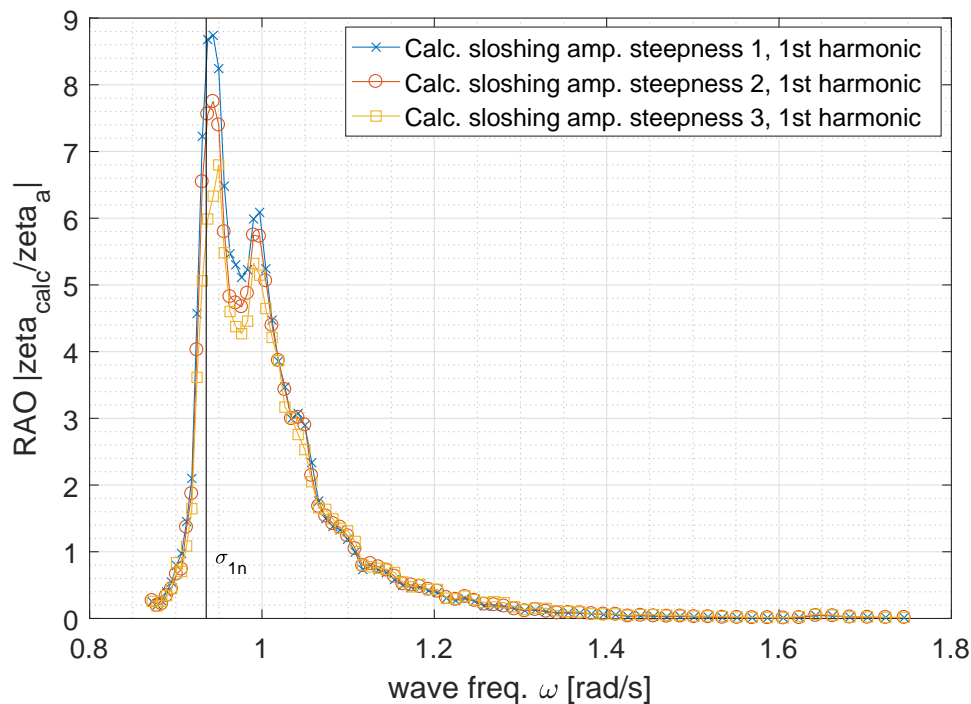 RAO |zeta_calc/zeta_a|
9
8
7
6
5
4
3
2
1
0
Calc. sloshing amp. steepness 1, 1st harmonic
Calc. sloshing amp. steepness 2, 1st harmonic
Calc. sloshing amp. steepness 3, 1st harmonic
σ_1n
0.8 1 1.2 1.4 1.6 1.8
wave freq. ω [rad/s]